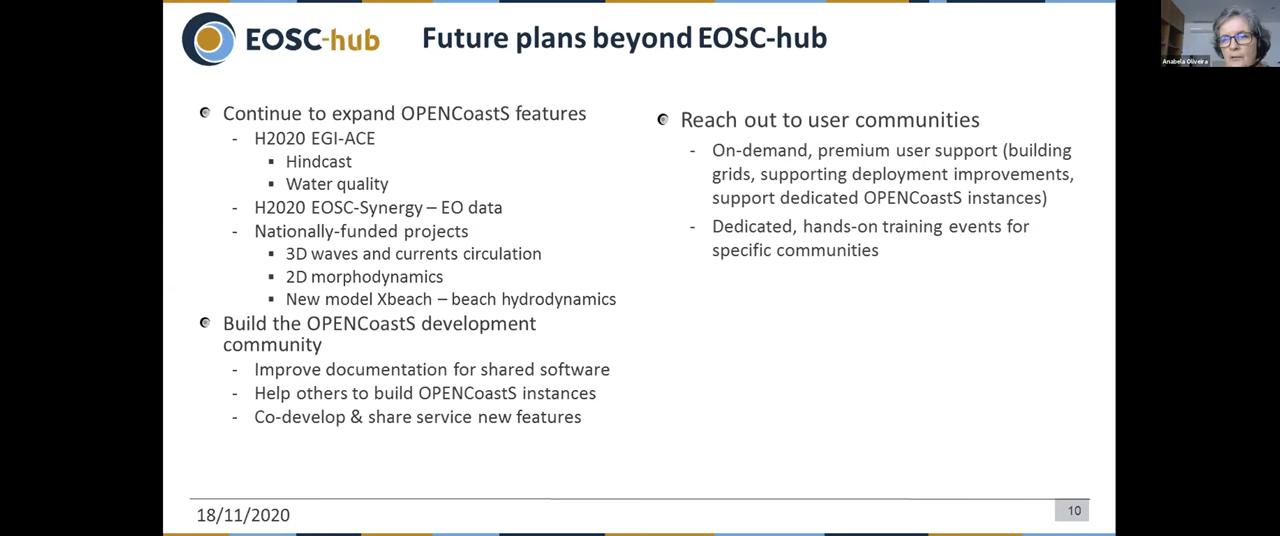 EOSC-hub
Future plans beyond EOSC-hub
Anabela Oliveira
Continue to expand OPENCoastS features
- H2020 EGI-ACE
▪ Hindcast
▪ Water quality
- H2020 EOSC-Synergy – EO data
- Nationally-funded projects
▪ 3D waves and currents circulation
▪ 2D morphodynamics
▪ New model Xbeach – beach hydrodynamics
Build the OPENCoastS development
community
- Improve documentation for shared software
- Help others to build OPENCoastS instances
- Co-develop & share service new features
Reach out to user communities
- On-demand, premium user support (building
grids, supporting deployment improvements,
support dedicated OPENCoastS instances)
- Dedicated, hands-on training events for
specific communities
18/11/2020
10